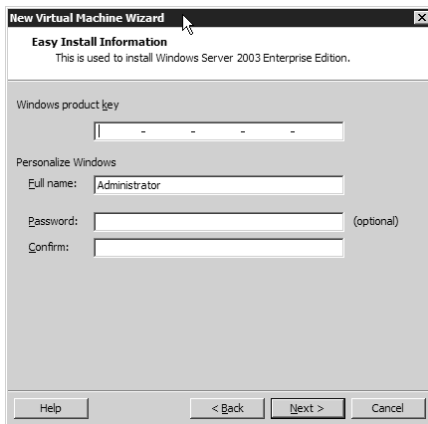 New Virtual Machine Wizard
Easy Install Information
This is used to install Windows Server 2003 Enterprise Edition.
Windows product key
- - - -
Personalize Windows
Full name: Administrator
Password: (optional)
Confirm:
Help < Back Next > Cancel